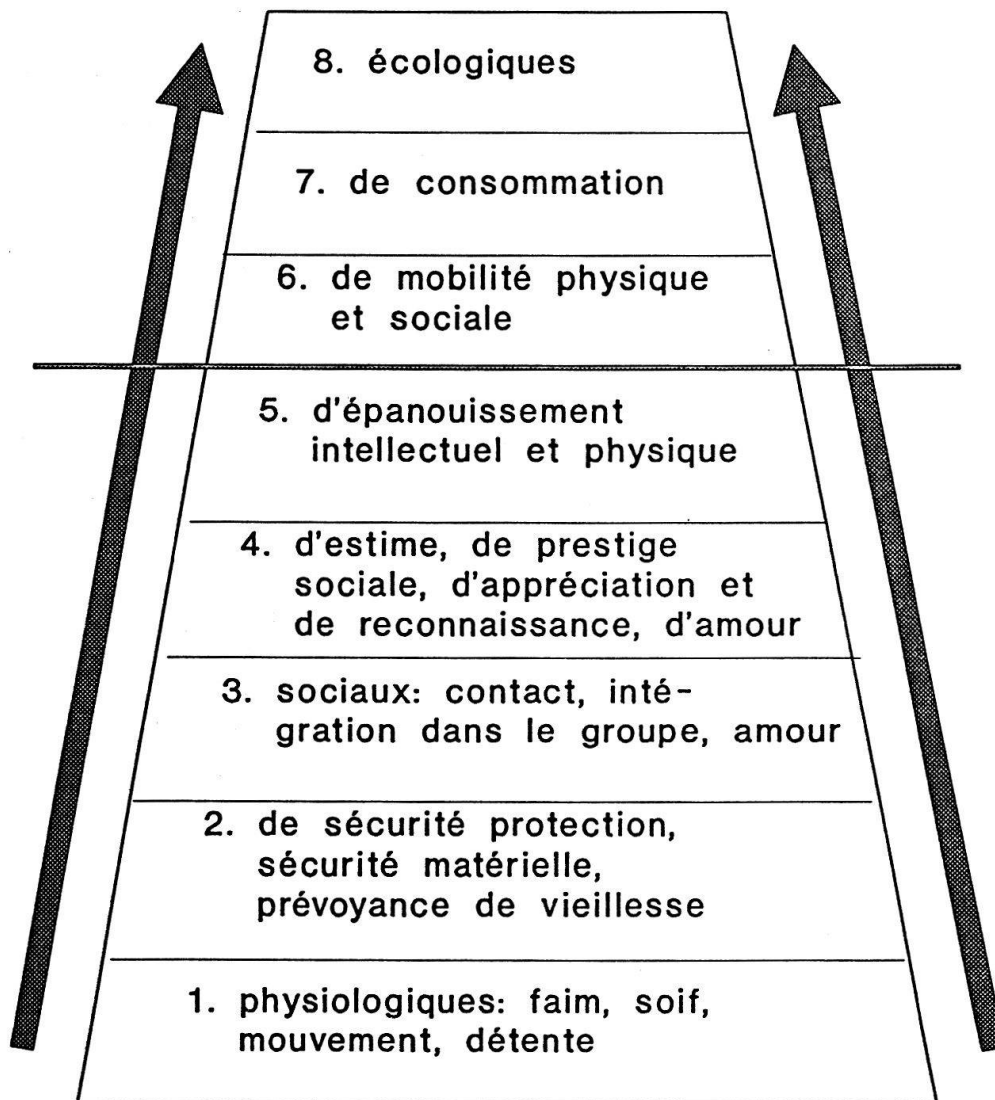 8. écologiques
7. de consommation
6. de mobilité physique
et sociale
5. d'épanouissement
intellectuel et physique
4. d'estime, de prestige
sociale, d'appréciation et
de reconnaissance, d'amour
3. sociaux: contact, inté-
gration dans le groupe, amour
2. de sécurité protection,
sécurité matérielle,
prévoyance de vieillesse
1. physiologiques: faim, soif,
mouvement, détente